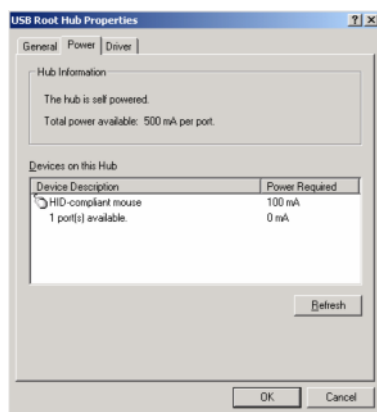 USB Root Hub Properties
General Power Driver
Hub Information
The hub is self powered.
Total power available: 500 mA per port.
Devices on this Hub
Device Description Power Required
HID-compliant mouse 100 mA
1 port(s) available. 0 mA
Refresh
OK Cancel